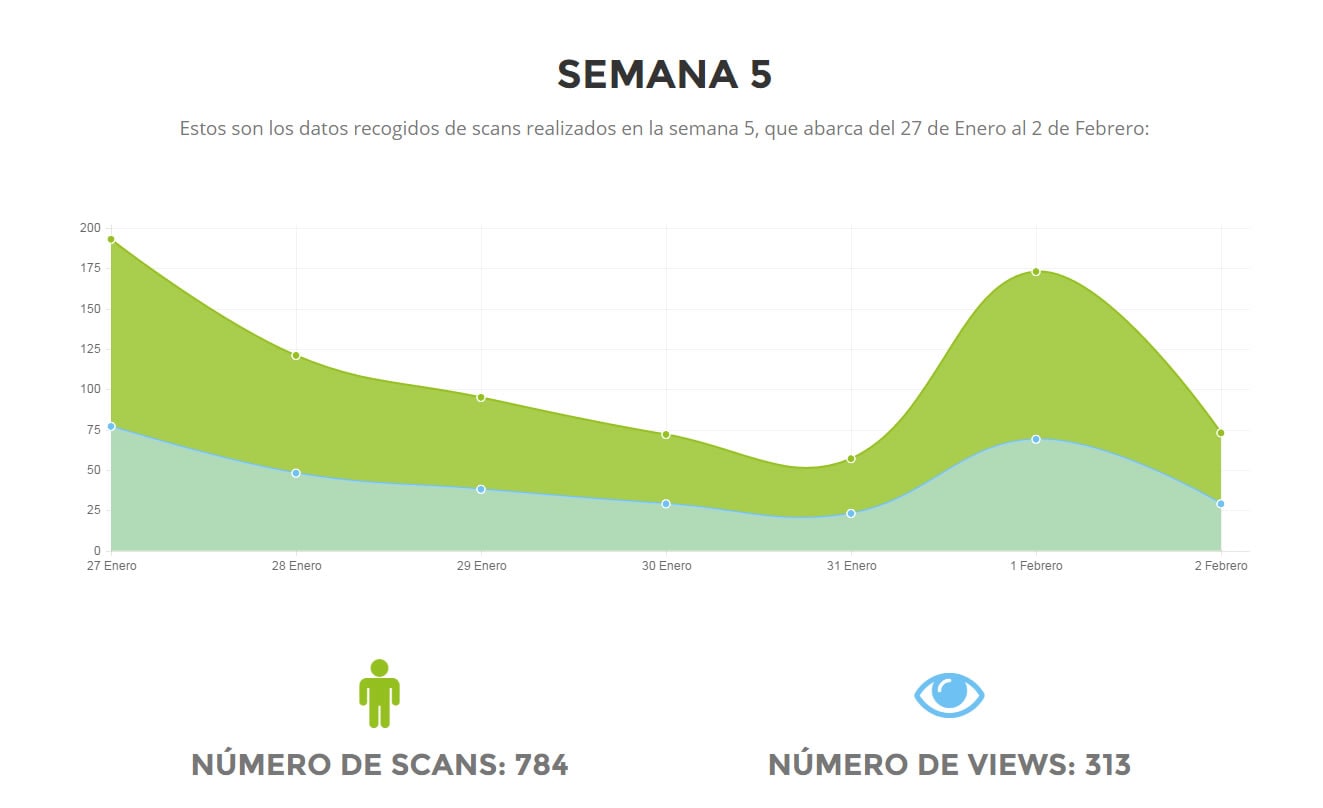 SEMANA 5
Estos son los datos recogidos de scans realizados en la semana 5, que abarca del 27 de Enero al 2 de Febrero:
200
175
150
125
100
75
50
25
0
27 Enero 28 Enero 29 Enero 30 Enero 31 Enero 1 Febrero 2 Febrero
NÚMERO DE SCANS: 784 NÚMERO DE VIEWS: 313